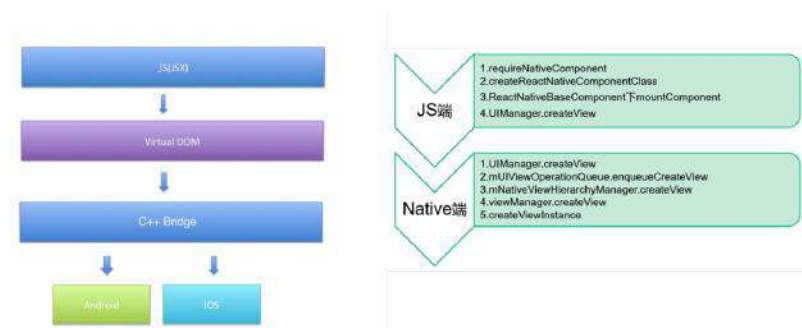 JS(JSX)
Virtual DOM
C++ Bridge
Android
IOS
JS端
1.requireNativeComponent
2.createReactNativeComponentClass
3.ReactNativeBaseComponent下mountComponent
4.UIManager.createView
Native端
1.UIManager.createView
2.mUIViewOperationQueue.enqueueCreateView
3.mNativeViewHierarchyManager.createView
4.viewManager.createView
5.createViewInstance